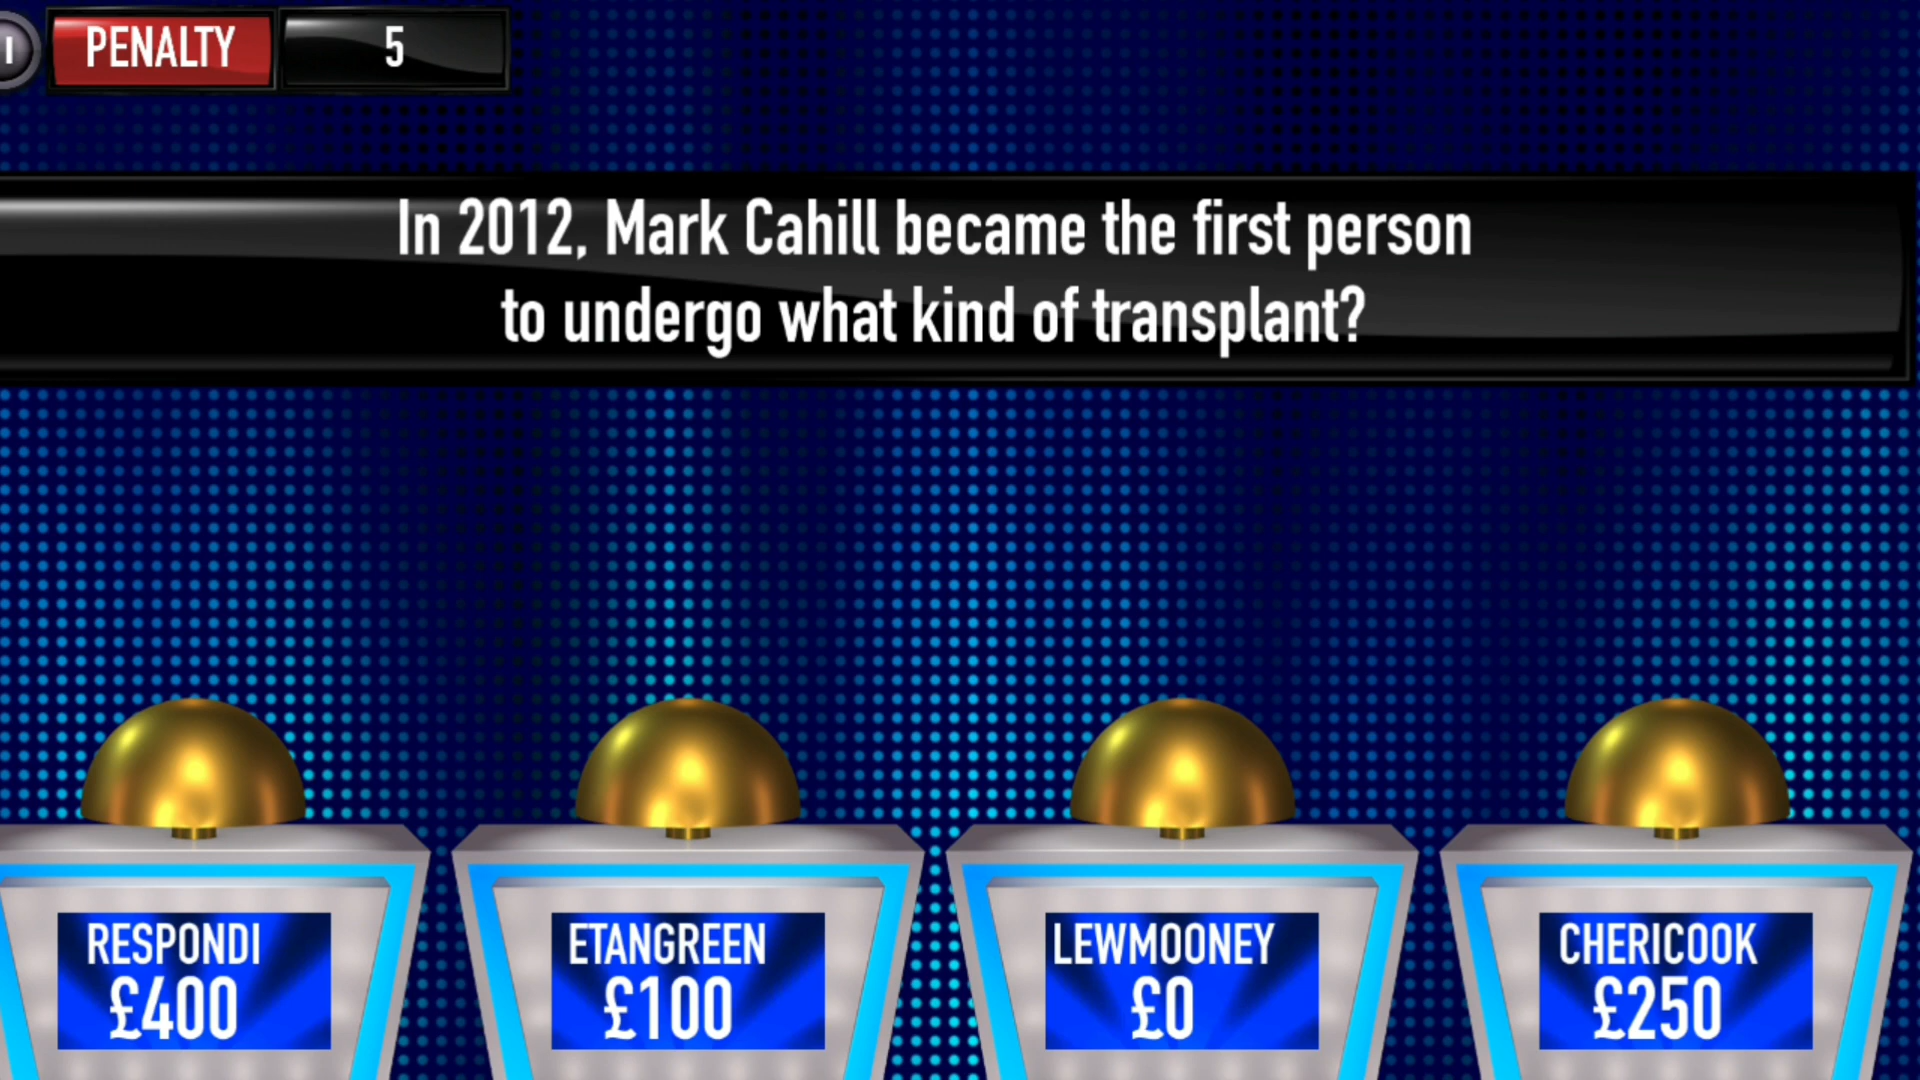 PENALTY 5
In 2012, Mark Cahill became the first person
to undergo what kind of transplant?
RESPONDI
£400
ETANGREEN
£100
LEWMOONEY
£0
CHERICOOK
£250